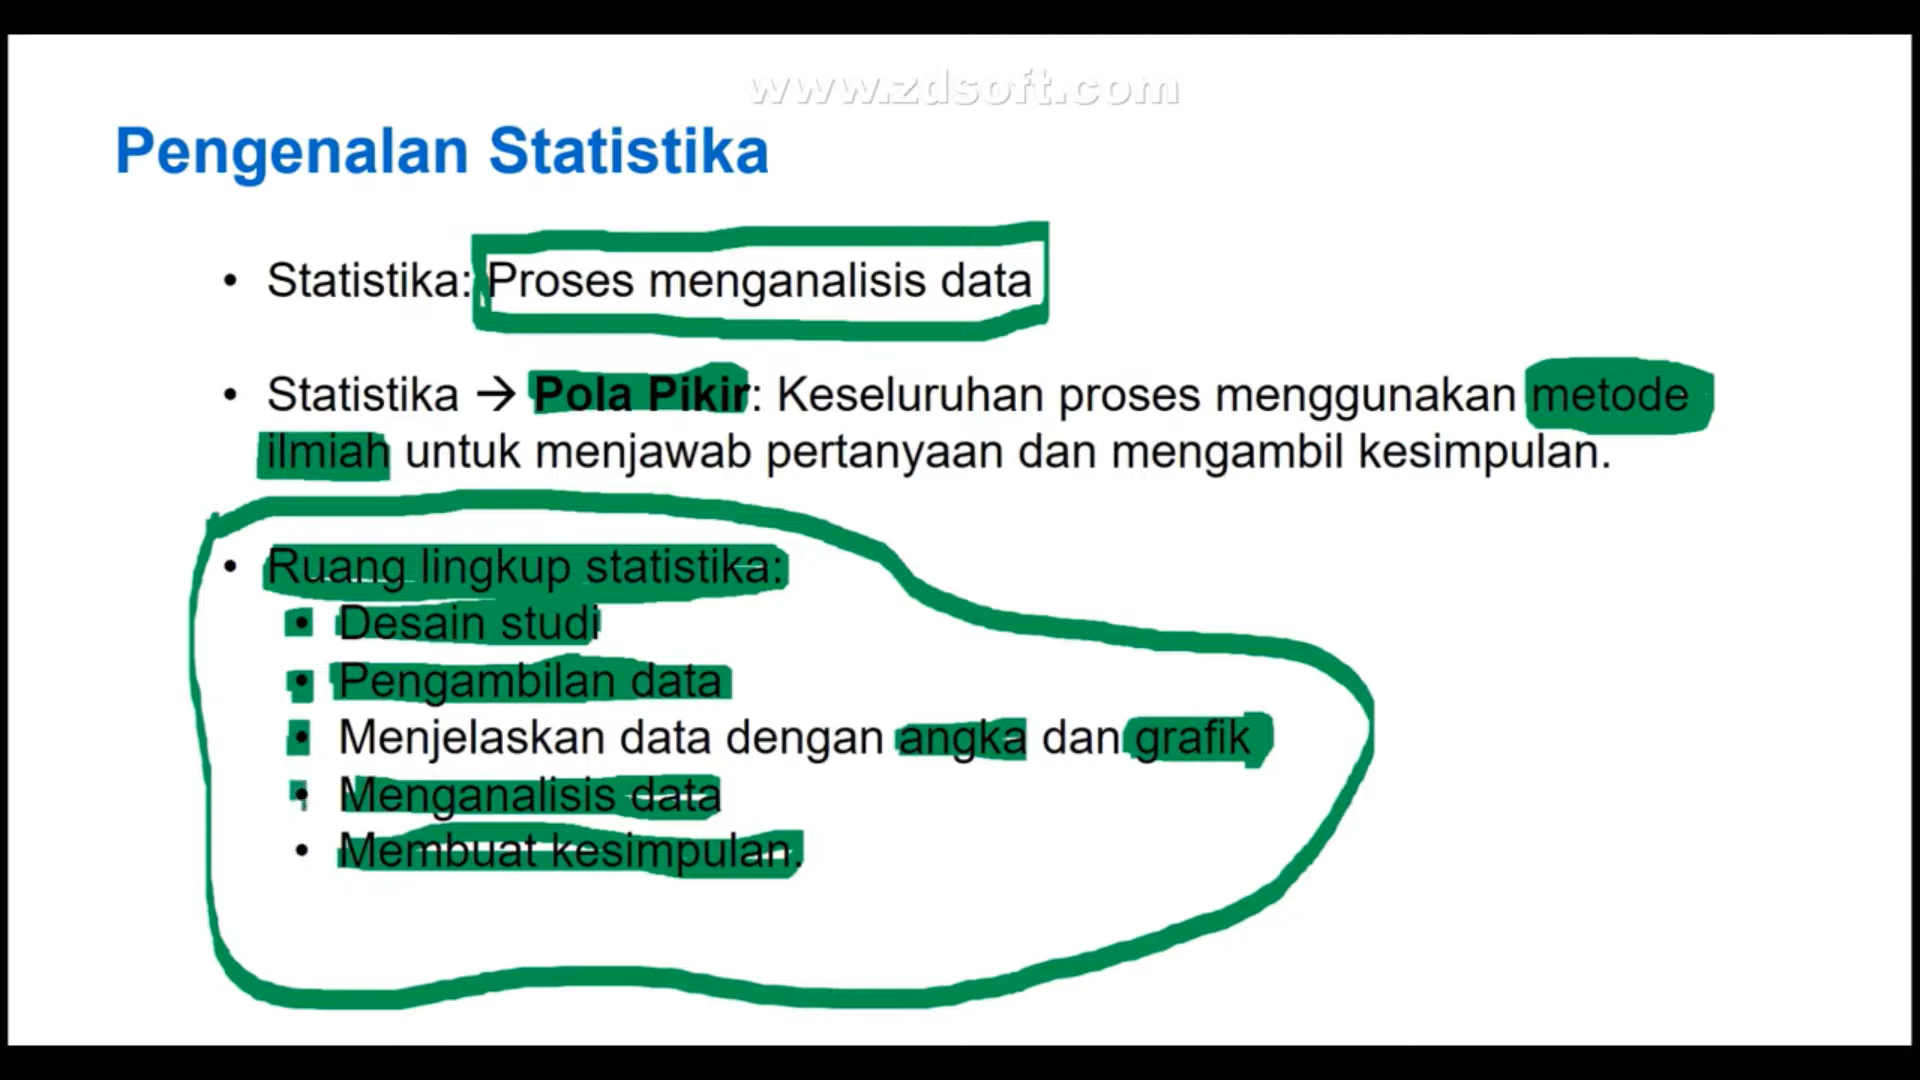 www.zdsoft.com
Pengenalan Statistika
• Statistika: Proses menganalisis data
• Statistika → Pola Pikir: Keseluruhan proses menggunakan metode
ilmiah untuk menjawab pertanyaan dan mengambil kesimpulan.
• Ruang lingkup statistika:
• Desain studi
• Pengambilan data
• Menjelaskan data dengan angka dan grafik
• Menganalisis data
• Membuat kesimpulan.